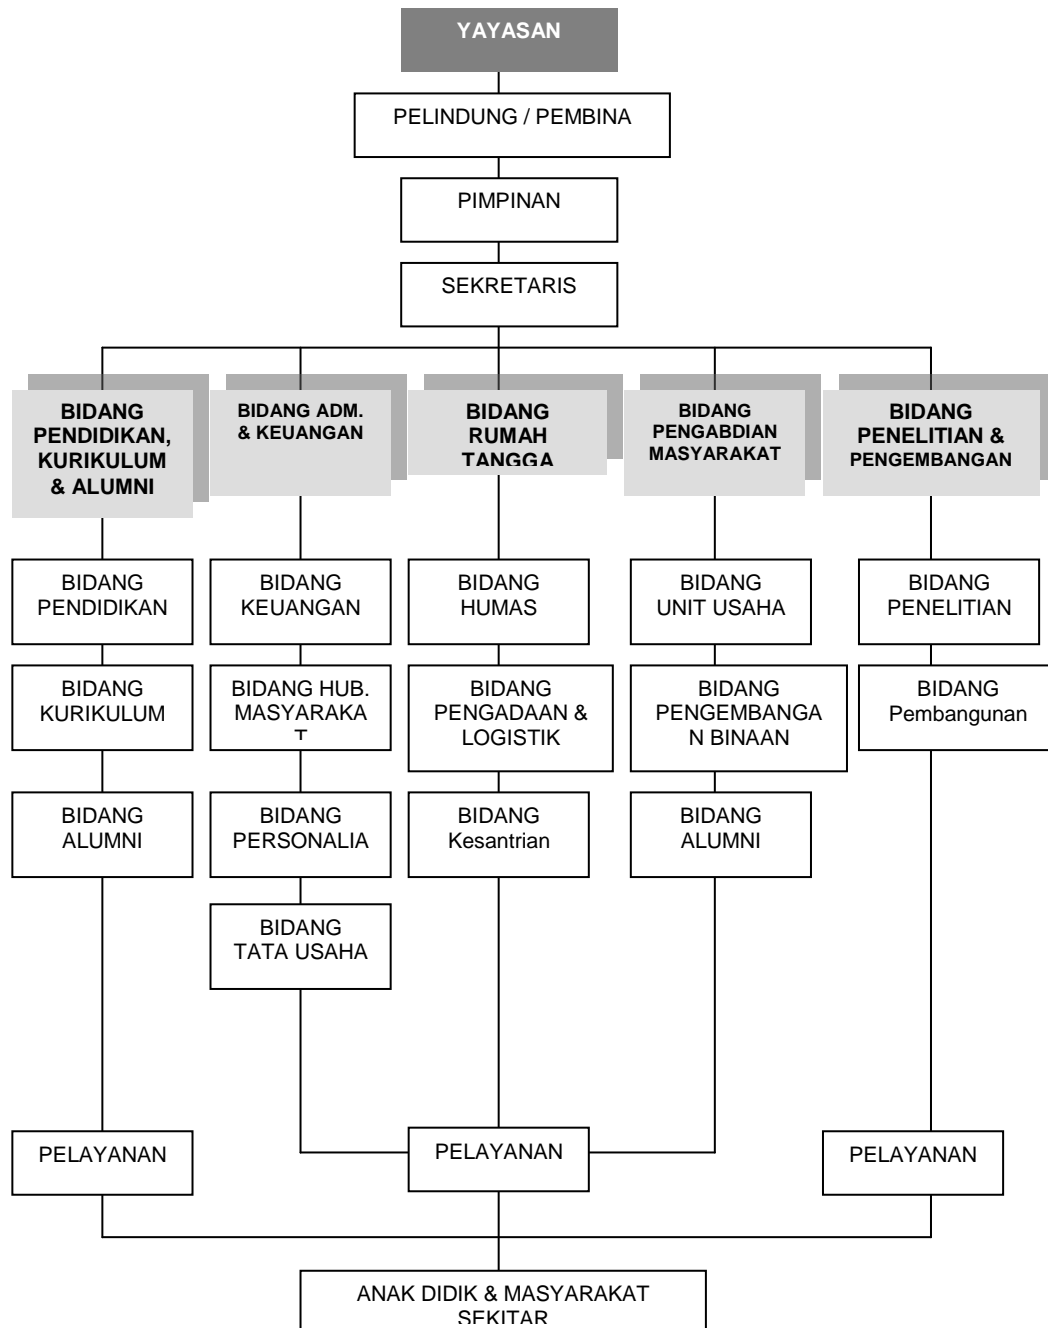 YAYASAN
PELINDUNG / PEMBINA
PIMPINAN
SEKRETARIS
BIDANG
PENDIDIKAN,
KURIKULUM
& ALUMNI
BIDANG ADM.
& KEUANGAN
BIDANG
RUMAH
TANGGA
BIDANG
PENGABDIAN
MASYARAKAT
BIDANG
PENELITIAN &
PENGEMBANGAN
BIDANG
PENDIDIKAN
BIDANG
KEUANGAN
BIDANG
HUMAS
BIDANG
UNIT USAHA
BIDANG
PENELITIAN
BIDANG
KURIKULUM
BIDANG HUB.
MASYARAKA
T
BIDANG
PENGADAAN &
LOGISTIK
BIDANG
PENGEMBANGA
N BINAAN
BIDANG
Pembangunan
BIDANG
ALUMNI
BIDANG
PERSONALIA
BIDANG
Kesantrian
BIDANG
ALUMNI
BIDANG
TATA USAHA
PELAYANAN
PELAYANAN
PELAYANAN
ANAK DIDIK & MASYARAKAT
SEKITAR